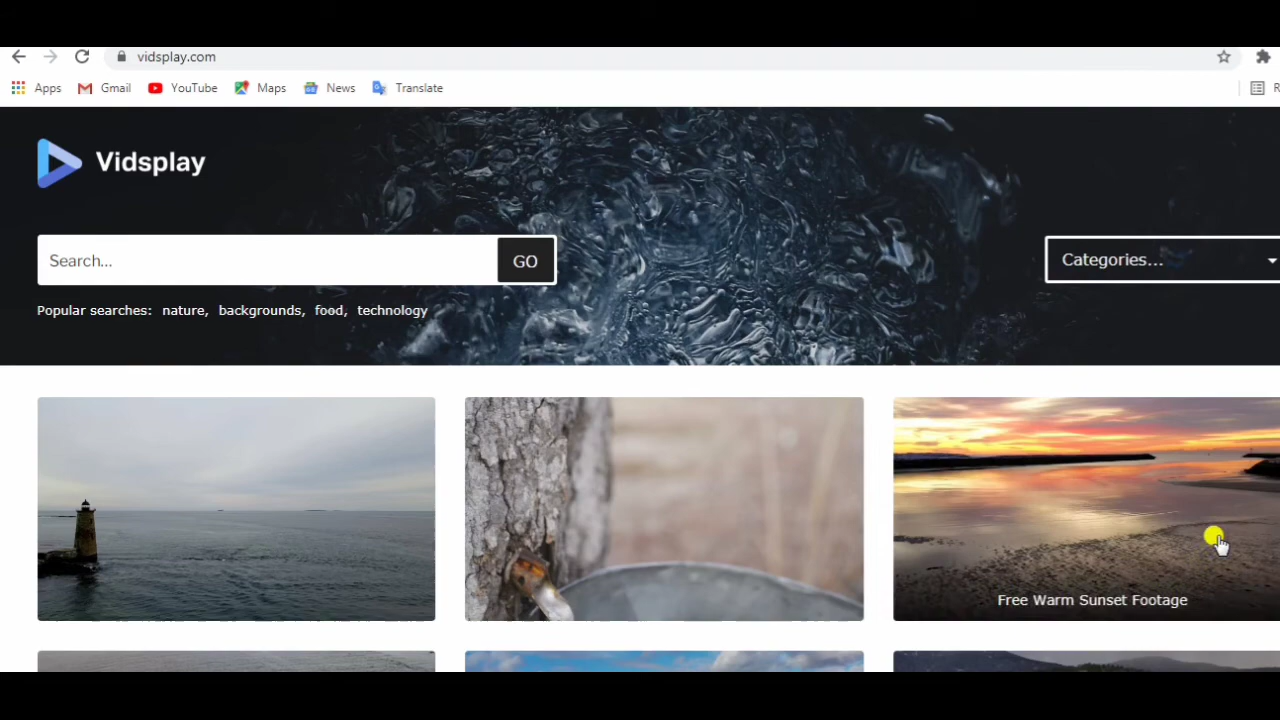 vidsplay.com
Apps Gmail YouTube Maps News Translate R
Vidsplay
Search... GO Categories...
Popular searches: nature, backgrounds, food, technology
Free Warm Sunset Footage